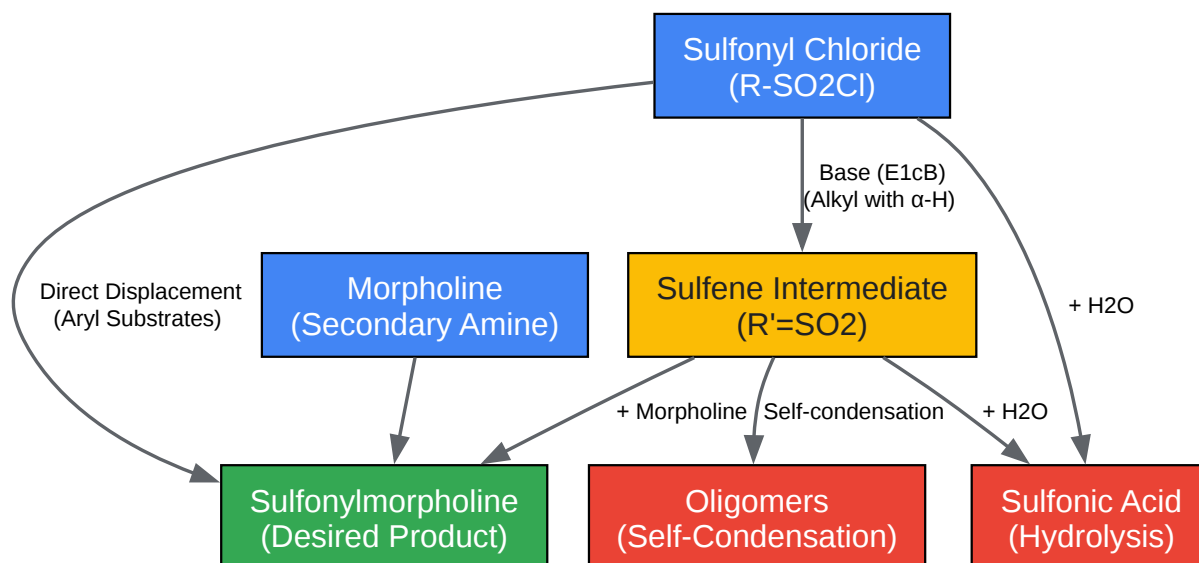 Sulfonyl Chloride
(R-SO2Cl)
Base (E1cB)
(Alkyl with α-H)
Direct Displacement
(Aryl Substrates)
Morpholine
(Secondary Amine)
Sulfene Intermediate
(R'=SO2)
+ H2O
+ Morpholine
Self-condensation
+ H2O
Sulfonylmorpholine
(Desired Product)
Oligomers
(Self-Condensation)
Sulfonic Acid
(Hydrolysis)